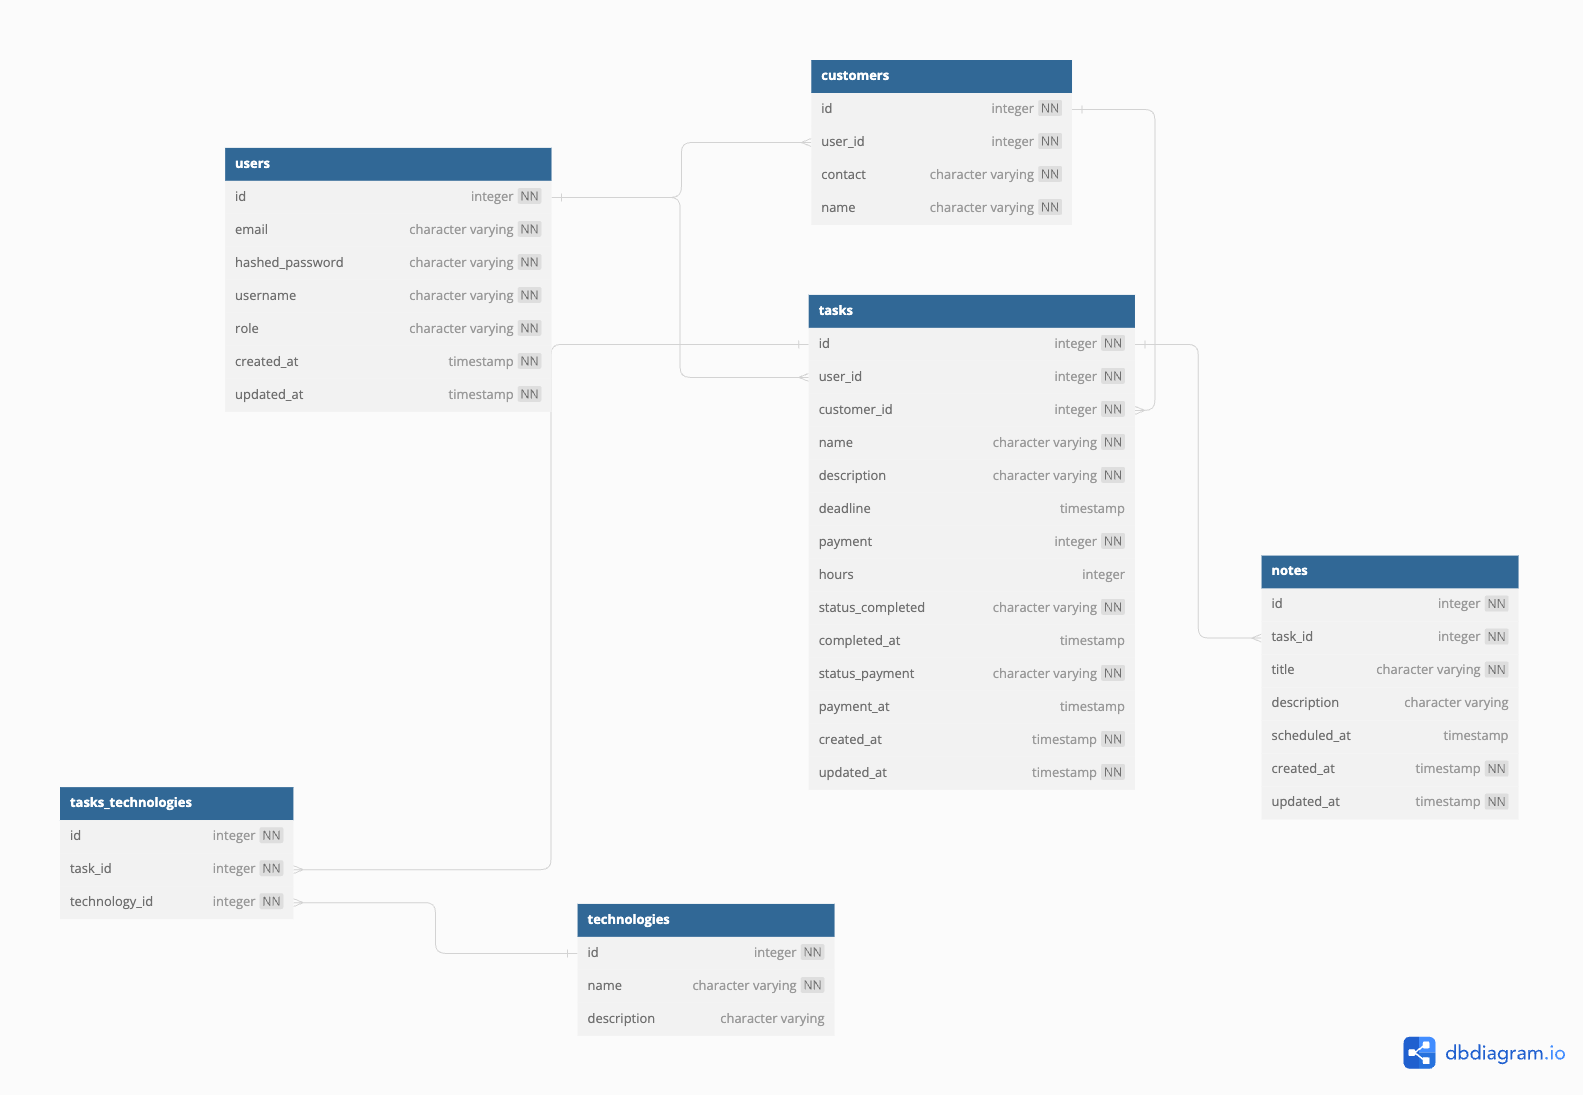 customers
id integer NN
user_id integer NN
contact character varying NN
name character varying NN
users
id integer NN
email character varying NN
hashed_password character varying NN
username character varying NN
role character varying NN
created_at timestamp NN
updated_at timestamp NN
tasks
id integer NN
user_id integer NN
customer_id integer NN
name character varying NN
description character varying NN
deadline timestamp
payment integer NN
hours integer
status_completed character varying NN
completed_at timestamp
status_payment character varying NN
payment_at timestamp
created_at timestamp NN
updated_at timestamp NN
notes
id integer NN
task_id integer NN
title character varying NN
description character varying
scheduled_at timestamp
created_at timestamp NN
updated_at timestamp NN
tasks_technologies
id integer NN
task_id integer NN
technology_id integer NN
technologies
id integer NN
name character varying NN
description character varying
dbdiagram.io